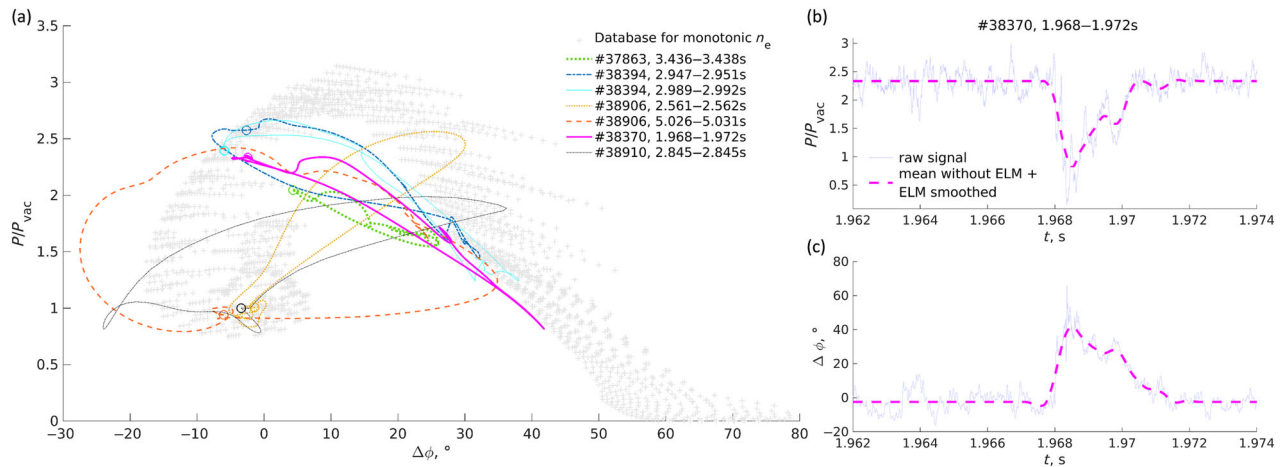 (a)
3.5
3
2.5
2
1.5
1
0.5
0
P/P_vac
−30
−20
−10
0
10
20
30
40
50
60
70
80
Δϕ, °
Database for monotonic n_e
#37863, 3.436−3.438s
#38394, 2.947−2.951s
#38394, 2.989−2.992s
#38906, 2.561−2.562s
#38906, 5.026−5.031s
#38370, 1.968−1.972s
#38910, 2.845−2.845s
(b)
#38370, 1.968−1.972s
3
2.5
2
1.5
1
0.5
P/P_vac
raw signal
mean without ELM +
ELM smoothed
1.962
1.964
1.966
1.968
1.97
1.972
1.974
t, s
(c)
80
60
40
20
0
−20
Δ ϕ, °
1.962
1.964
1.966
1.968
1.97
1.972
1.974
t, s